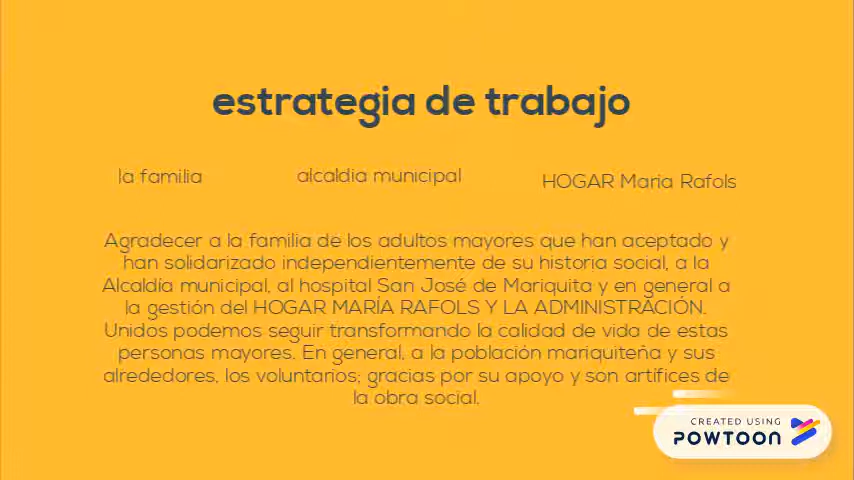 estrategia de trabajo
la familia
alcaldia municipal
HOGAR Maria Rafols
Agradecer a la familia de los adultos mayores que han aceptado y
han solidarizado independientemente de su historia social, a la
Alcaldía municipal, al hospital San José de Mariquita y en general a
la gestión del HOGAR MARÍA RAFOLS Y LA ADMINISTRACIÓN.
Unidos podemos seguir transformando la calidad de vida de estas
personas mayores. En general, a la población mariquiteña y sus
alrededores, los voluntarios; gracias por su apoyo y son artífices de
la obra social.
CREATED USING
POWTOON